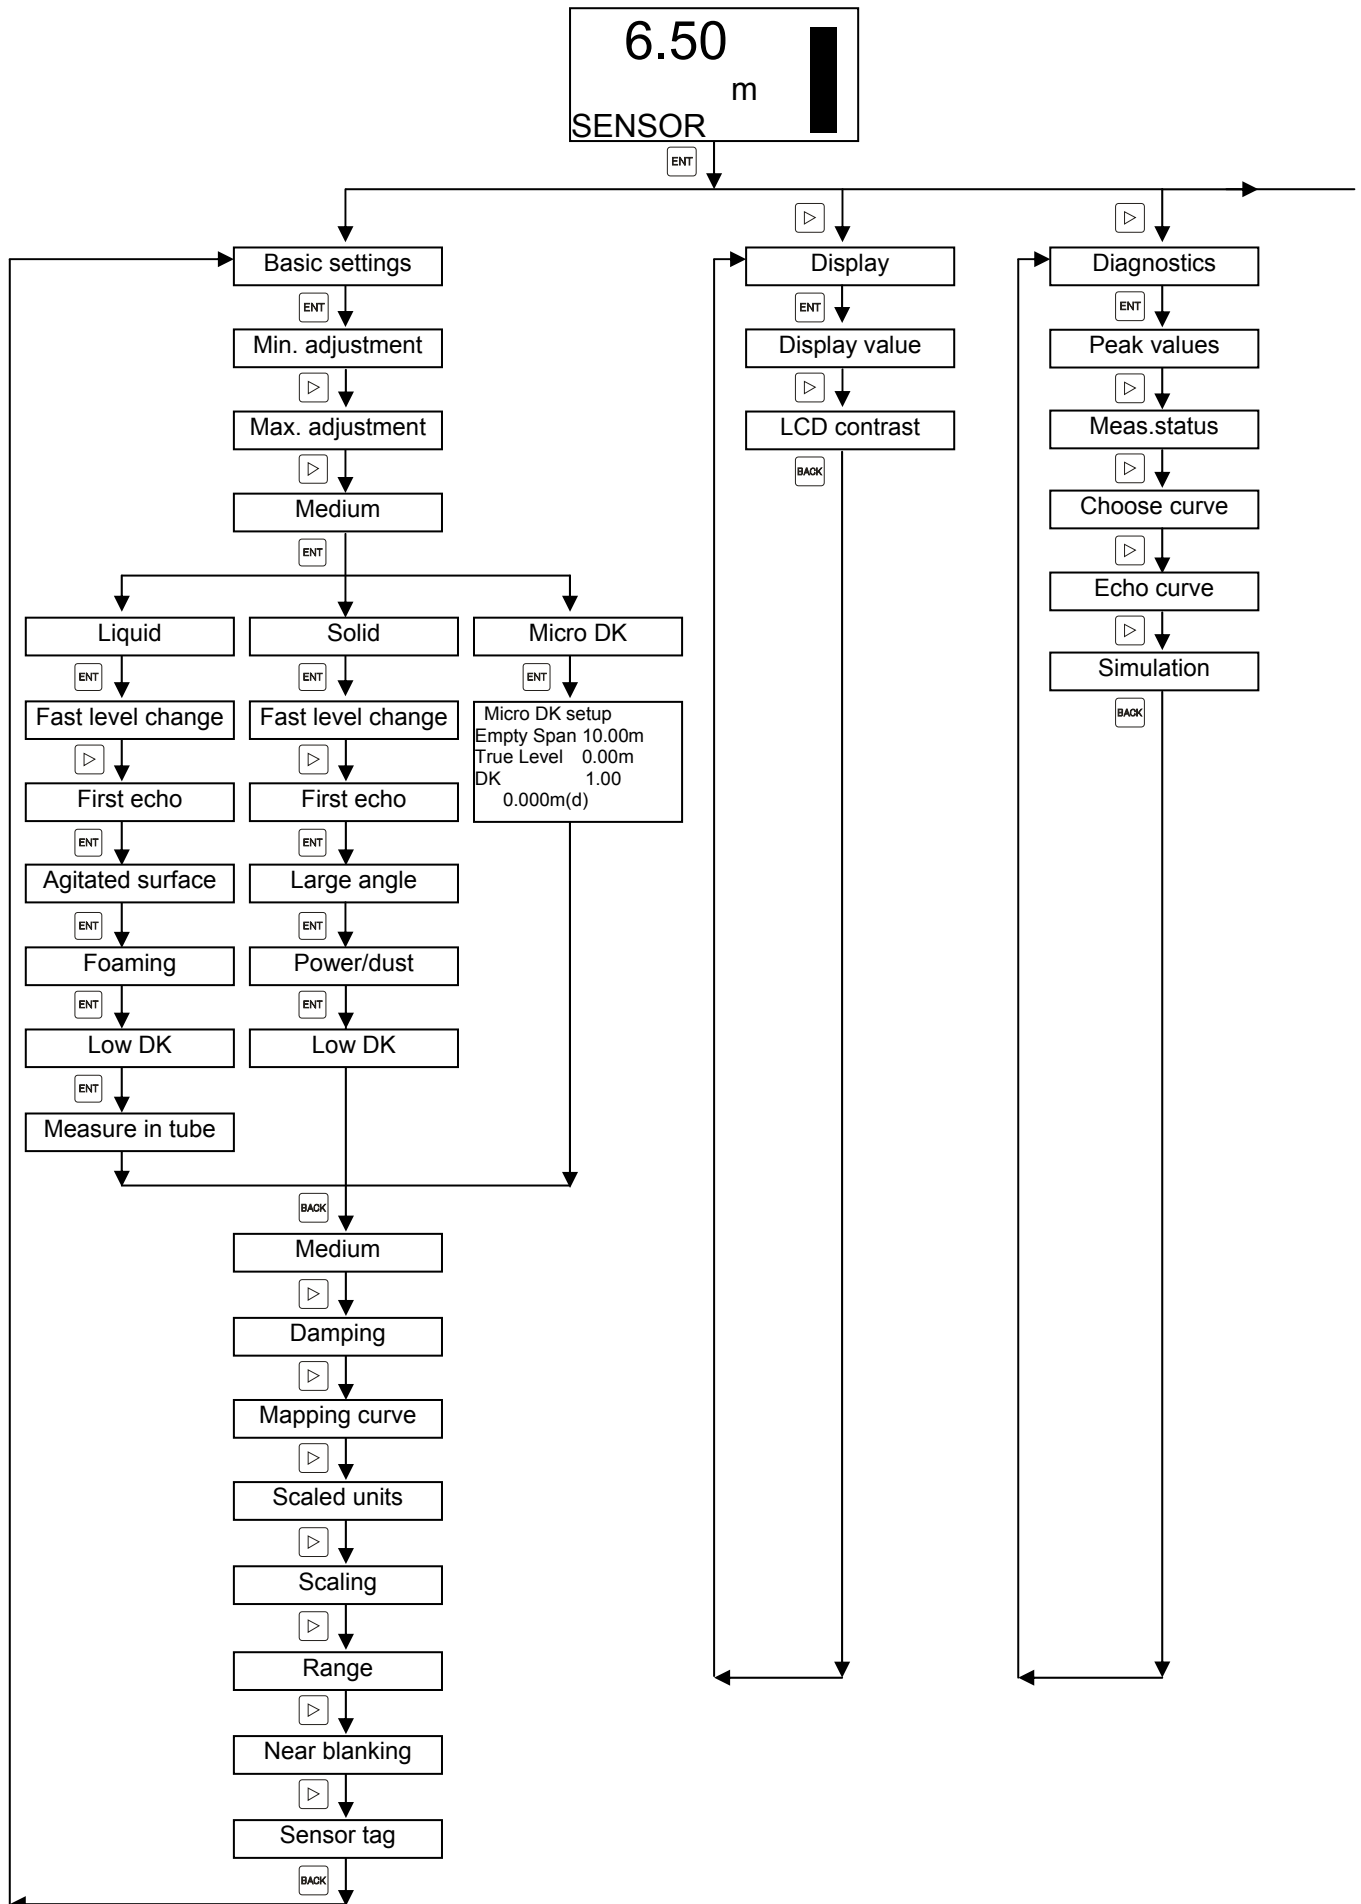 6.50
m
SENSOR
ENT
Basic settings
ENT
Min. adjustment
Max. adjustment
Medium
ENT
Liquid
ENT
Fast level change
First echo
ENT
Agitated surface
ENT
Foaming
ENT
Low DK
ENT
Measure in tube
Solid
ENT
Fast level change
First echo
ENT
Large angle
ENT
Power/dust
ENT
Low DK
Micro DK
ENT
Micro DK setup
Empty Span 10.00m
True Level 0.00m
DK 1.00
0.000m(d)
BACK
Medium
Damping
Mapping curve
Scaled units
Scaling
Range
Near blanking
Sensor tag
BACK
Display
ENT
Display value
LCD contrast
BACK
Diagnostics
ENT
Peak values
Meas.status
Choose curve
Echo curve
Simulation
BACK